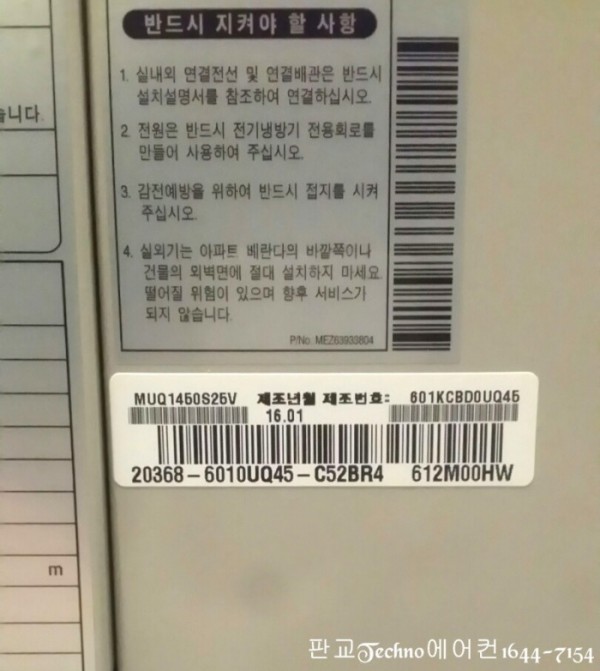 반드시 지켜야 할 사항
1. 실내외 연결전선 및 연결배관은 반드시
설치설명서를 참조하여 연결하십시오.
2. 전원은 반드시 전기냉방기 전용회로를
만들어 사용하여 주십시오.
3. 감전예방을 위하여 반드시 접지를 시켜
주십시오.
4. 실외기는 아파트 베란다의 바깥쪽이나
건물의 외벽면에 절대 설치하지 마세요.
떨어질 위험이 있으며 향후 서비스가
되지 않습니다.
P/No. MEZ63933804
습니다.
MUQ1450S25V 제조년월 제조번호: 601KCBD0UQ45
16.01
20368-6010UQ45-C52BR4 612M00HW
m
판교Techno에어컨1644-7154